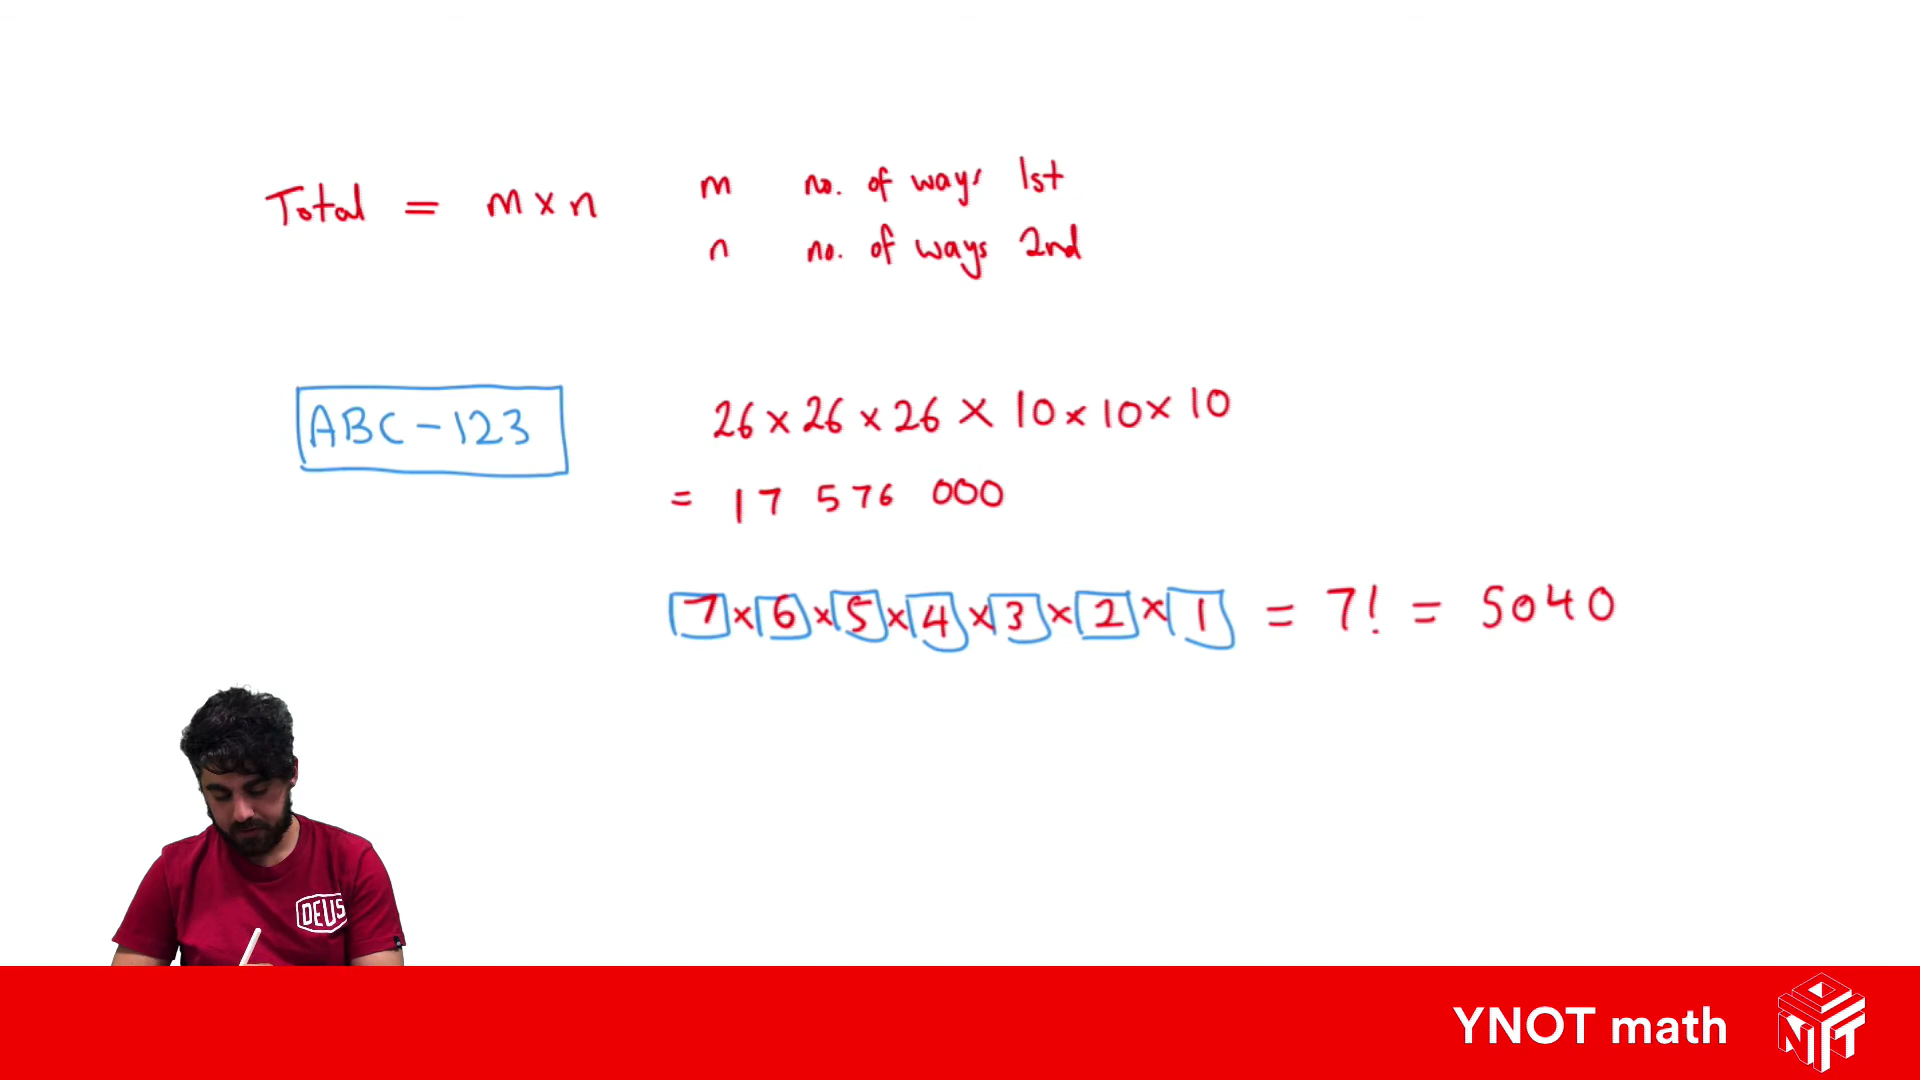 Total = m × n
m no. of ways 1st
n no. of ways 2nd
ABC - 123
26 × 26 × 26 × 10 × 10 × 10
= 17 576 000
7 × 6 × 5 × 4 × 3 × 2 × 1 = 7! = 5040
DEUS
YNOT math
YNOT